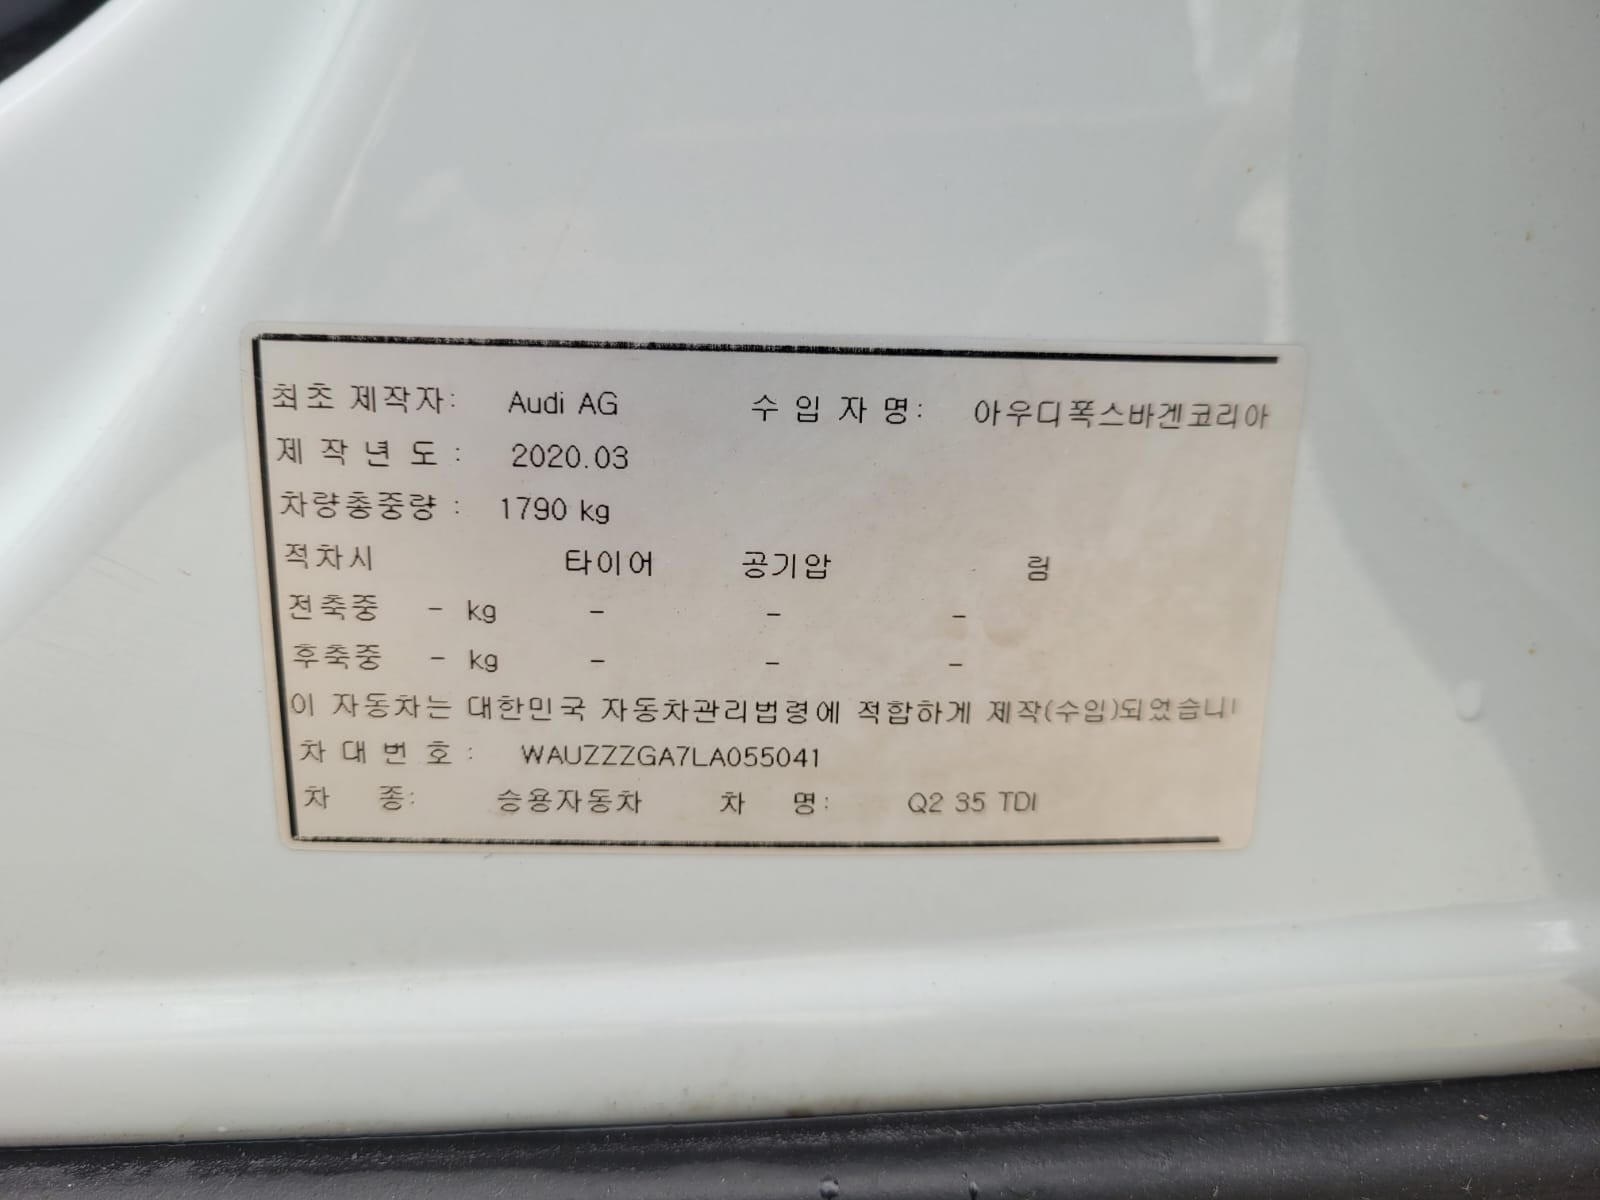 최초 제작자: Audi AG 수 입 자 명: 아우디폭스바겐코리아
제 작 년 도 : 2020.03
차량총중량 : 1790 kg
적차시 타이어 공기압 림
전축중 - kg - - -
후축중 - kg - - -
이 자동차는 대한민국 자동차관리법령에 적합하게 제작(수입)되었습니
차 대 번 호 : WAUZZZGA7LA055041
차 종: 승용자동차 차 명: Q2 35 TDI